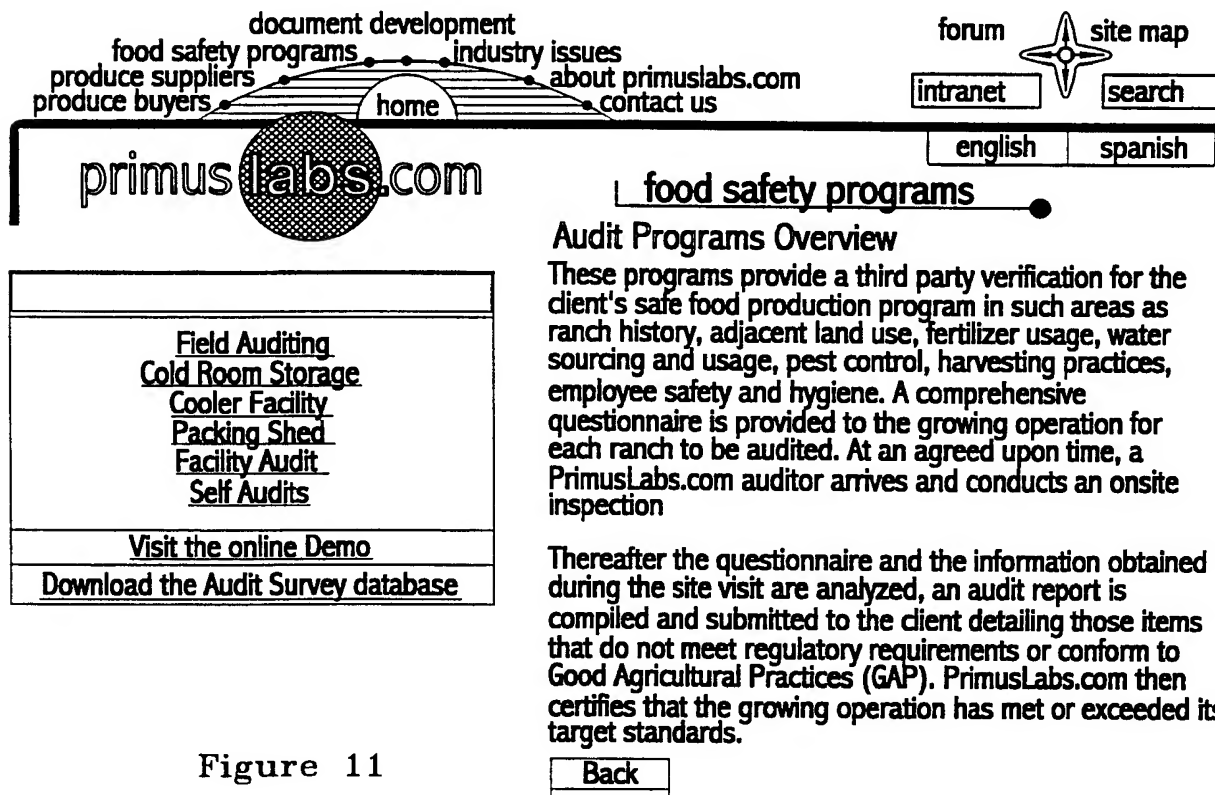 document development
food safety programs industry issues
produce suppliers about primuslabs.com
produce buyers home contact us
forum site map
intranet search
english spanish
primuslabs.com
food safety programs
Audit Programs Overview
These programs provide a third party verification for the
client's safe food production program in such areas as
ranch history, adjacent land use, fertilizer usage, water
sourcing and usage, pest control, harvesting practices,
employee safety and hygiene. A comprehensive
questionnaire is provided to the growing operation for
each ranch to be audited. At an agreed upon time, a
PrimusLabs.com auditor arrives and conducts an onsite
inspection
Thereafter the questionnaire and the information obtained
during the site visit are analyzed, an audit report is
compiled and submitted to the client detailing those items
that do not meet regulatory requirements or conform to
Good Agricultural Practices (GAP). PrimusLabs.com then
certifies that the growing operation has met or exceeded its
target standards.
Back
Field Auditing
Cold Room Storage
Cooler Facility
Packing Shed
Facility Audit
Self Audits
Visit the online Demo
Download the Audit Survey database
Figure 11